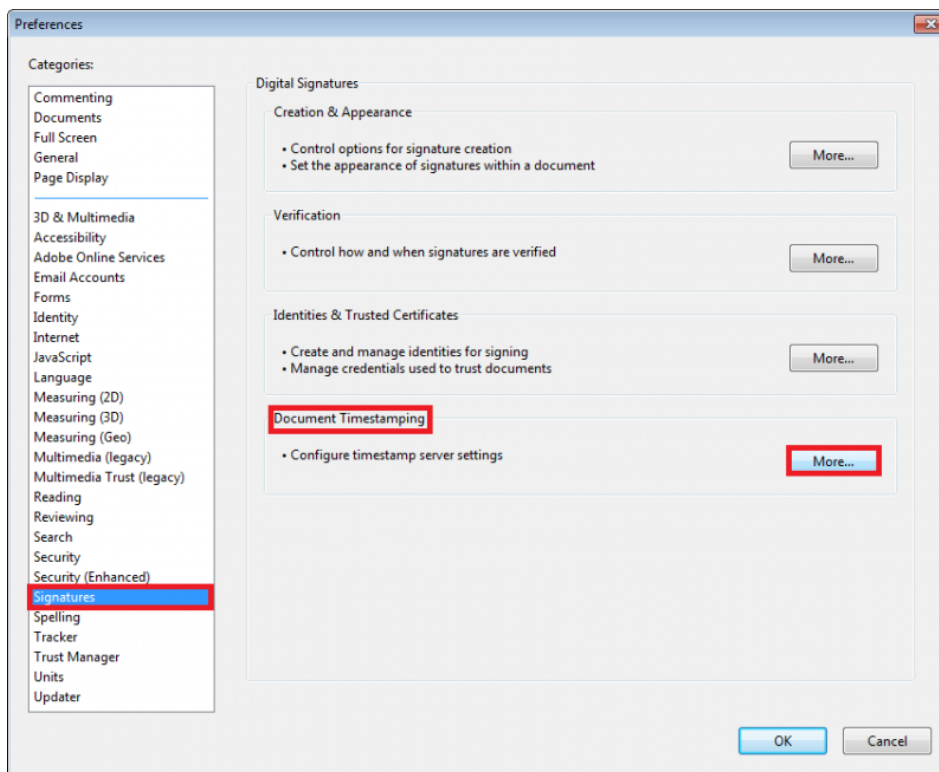 Preferences
Categories:
Commenting
Documents
Full Screen
General
Page Display
3D & Multimedia
Accessibility
Adobe Online Services
Email Accounts
Forms
Identity
Internet
JavaScript
Language
Measuring (2D)
Measuring (3D)
Measuring (Geo)
Multimedia (legacy)
Multimedia Trust (legacy)
Reading
Reviewing
Search
Security
Security (Enhanced)
Signatures
Spelling
Tracker
Trust Manager
Units
Updater
Digital Signatures
Creation & Appearance
• Control options for signature creation
• Set the appearance of signatures within a document
More...
Verification
• Control how and when signatures are verified
More...
Identities & Trusted Certificates
• Create and manage identities for signing
• Manage credentials used to trust documents
More...
Document Timestamping
• Configure timestamp server settings
More...
OK
Cancel